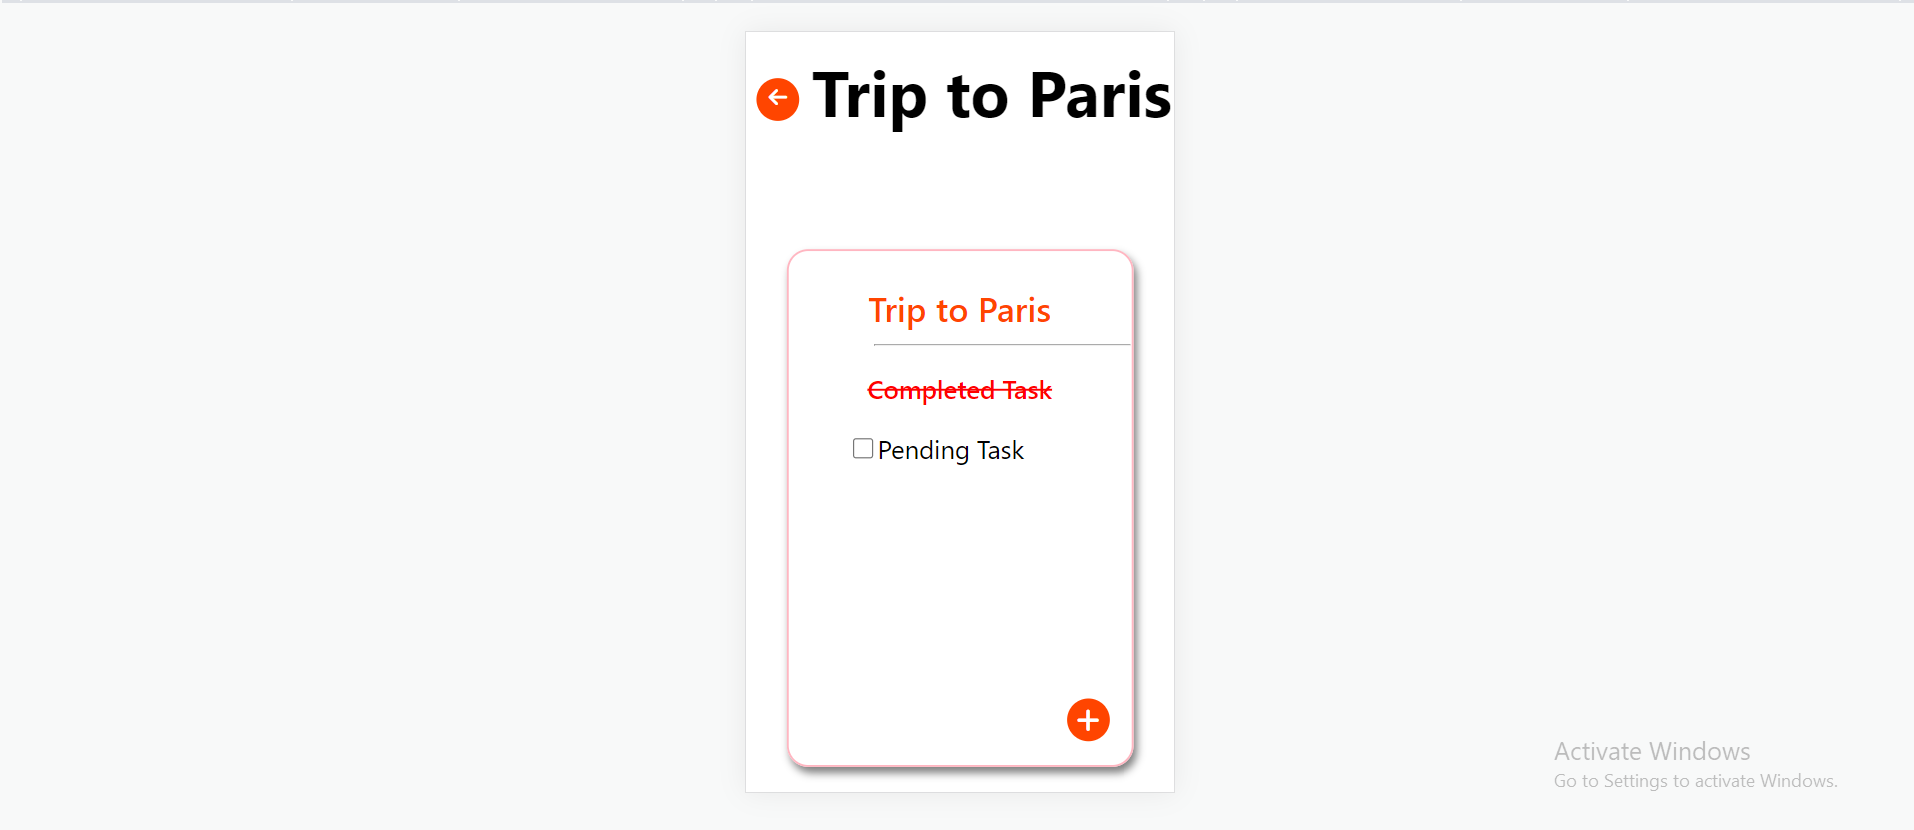 Trip to Paris
Trip to Paris
Completed Task
Pending Task
Activate Windows
Go to Settings to activate Windows.